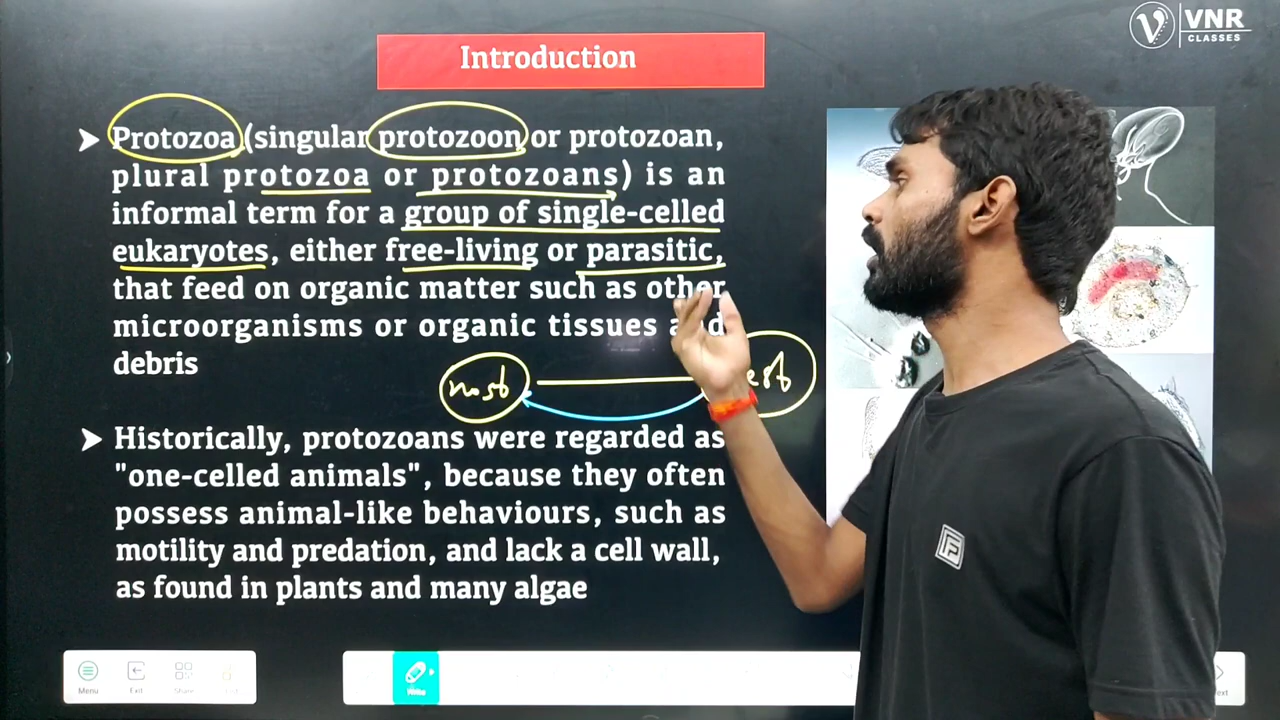 VNR
CLASSES
Introduction
➤ Protozoa (singular protozoon or protozoan,
plural protozoa or protozoans) is an
informal term for a group of single-celled
eukaryotes, either free-living or parasitic,
that feed on organic matter such as other
microorganisms or organic tissues and
debris
➤ Historically, protozoans were regarded as
"one-celled animals", because they often
possess animal-like behaviours, such as
motility and predation, and lack a cell wall,
as found in plants and many algae
Menu Exit Share